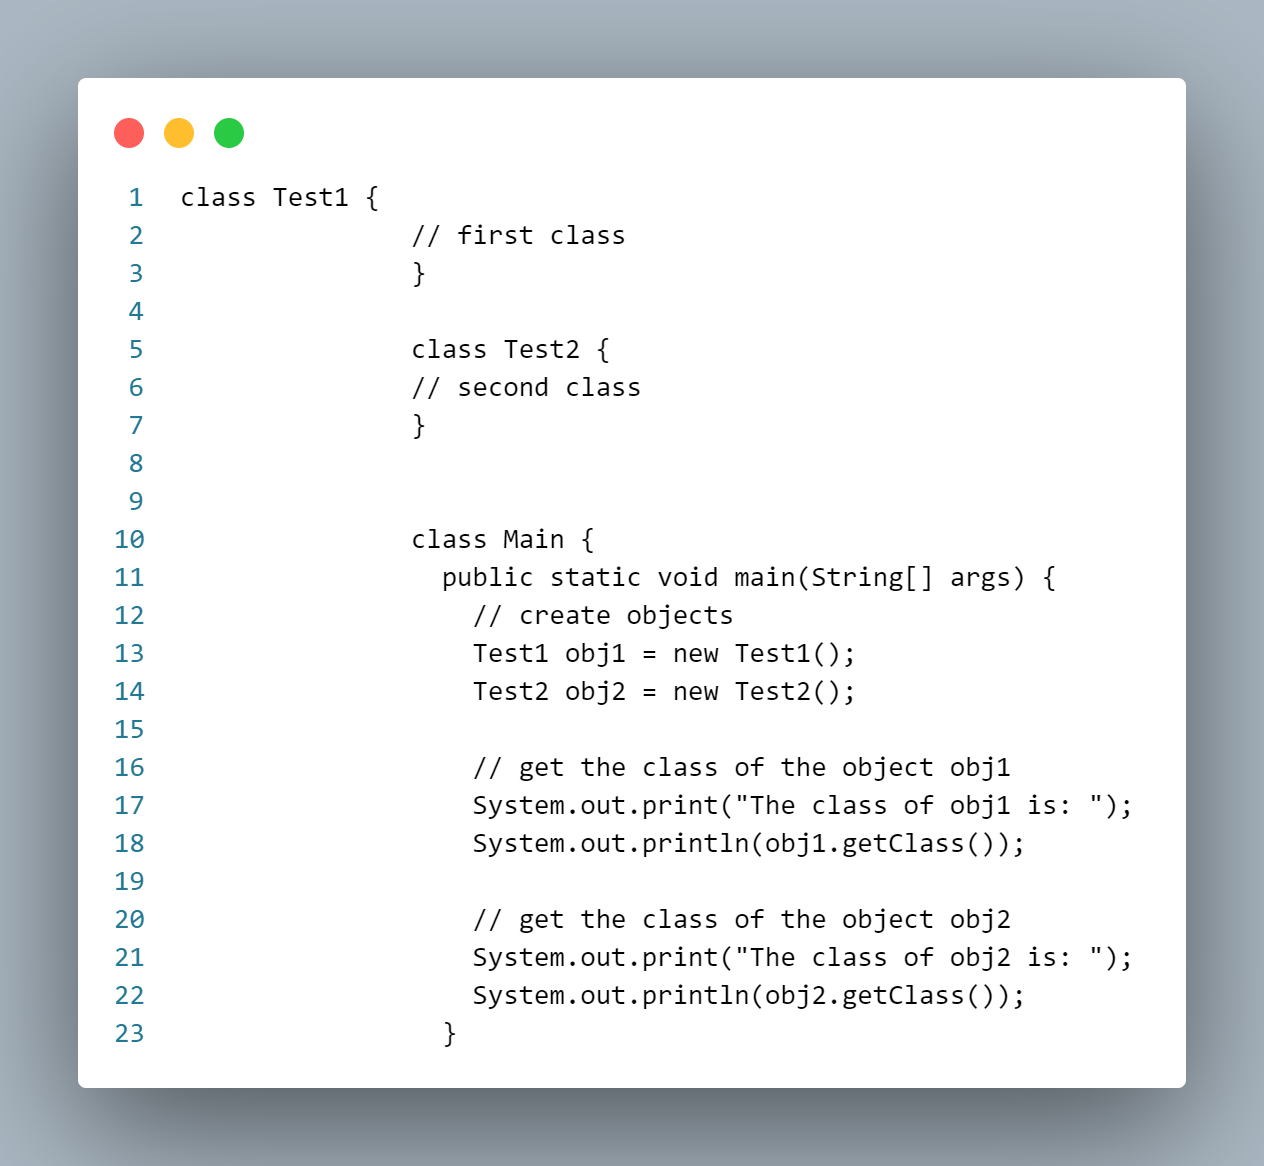 1 class Test1 {
2 // first class
3 }
4
5 class Test2 {
6 // second class
7 }
8
9
10 class Main {
11 public static void main(String[] args) {
12 // create objects
13 Test1 obj1 = new Test1();
14 Test2 obj2 = new Test2();
15
16 // get the class of the object obj1
17 System.out.print("The class of obj1 is: ");
18 System.out.println(obj1.getClass());
19
20 // get the class of the object obj2
21 System.out.print("The class of obj2 is: ");
22 System.out.println(obj2.getClass());
23 }